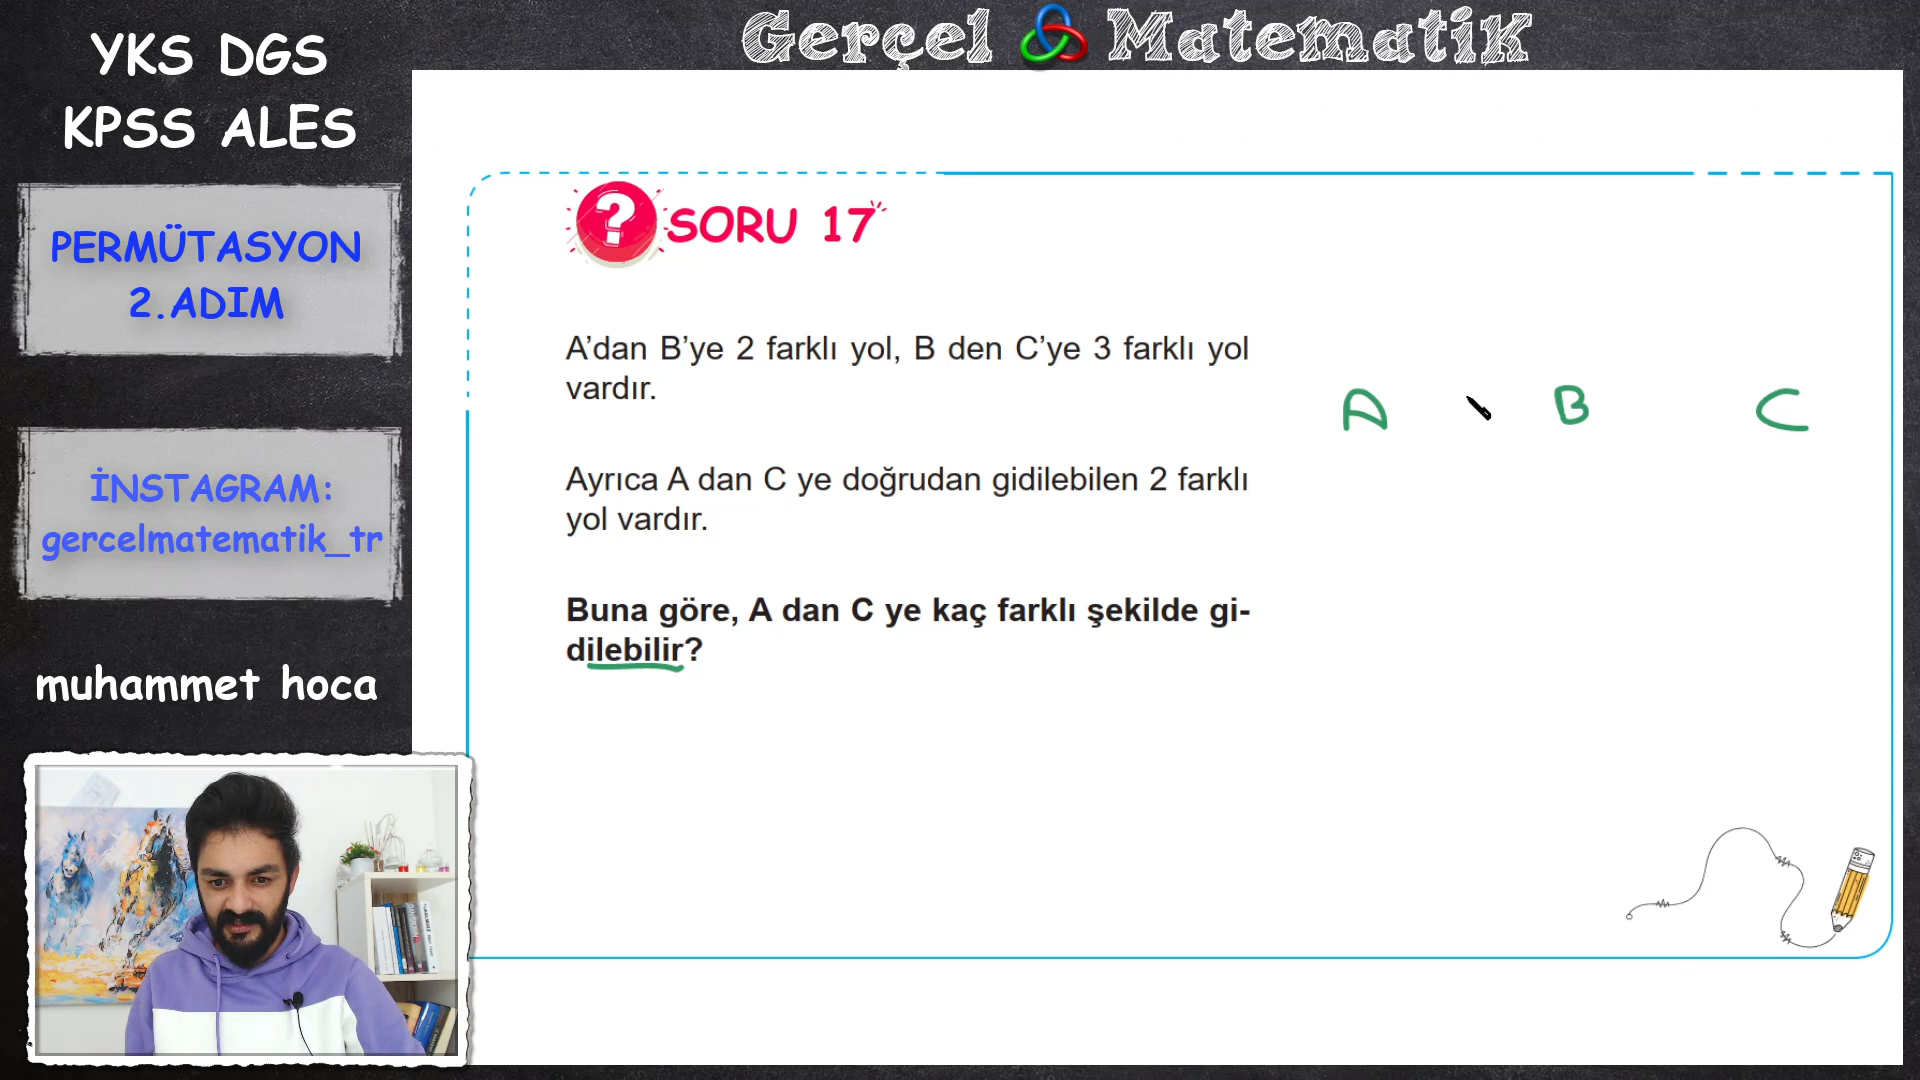 YKS DGS
KPSS ALES
Gerçel Matematik
PERMÜTASYON
2.ADIM
İNSTAGRAM:
gercelmatematik_tr
muhammet hoca
? SORU 17
A’dan B’ye 2 farklı yol, B den C’ye 3 farklı yol
vardır.
Ayrıca A dan C ye doğrudan gidilebilen 2 farklı
yol vardır.
Buna göre, A dan C ye kaç farklı şekilde gi-
dilebilir?
A B C